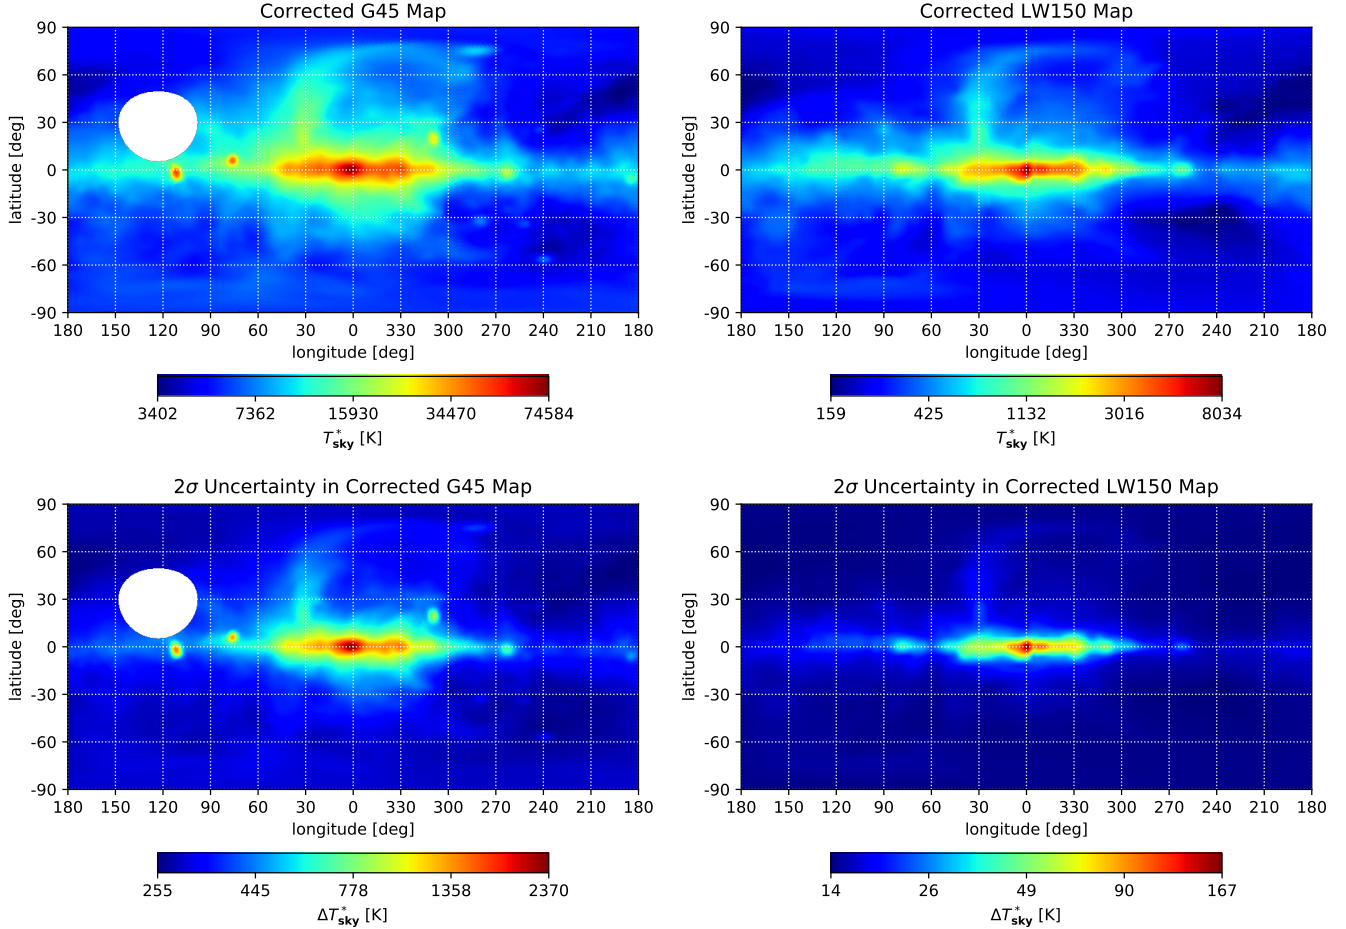 Corrected G45 Map
Corrected LW150 Map
latitude [deg]
90
60
30
0
-30
-60
-90
180 150 120 90 60 30 0 330 300 270 240 210 180
longitude [deg]
latitude [deg]
90
60
30
0
-30
-60
-90
180 150 120 90 60 30 0 330 300 270 240 210 180
longitude [deg]
3402 7362 15930 34470 74584
T*sky [K]
159 425 1132 3016 8034
T*sky [K]
2σ Uncertainty in Corrected G45 Map
2σ Uncertainty in Corrected LW150 Map
latitude [deg]
90
60
30
0
-30
-60
-90
180 150 120 90 60 30 0 330 300 270 240 210 180
longitude [deg]
latitude [deg]
90
60
30
0
-30
-60
-90
180 150 120 90 60 30 0 330 300 270 240 210 180
longitude [deg]
255 445 778 1358 2370
ΔT*sky [K]
14 26 49 90 167
ΔT*sky [K]